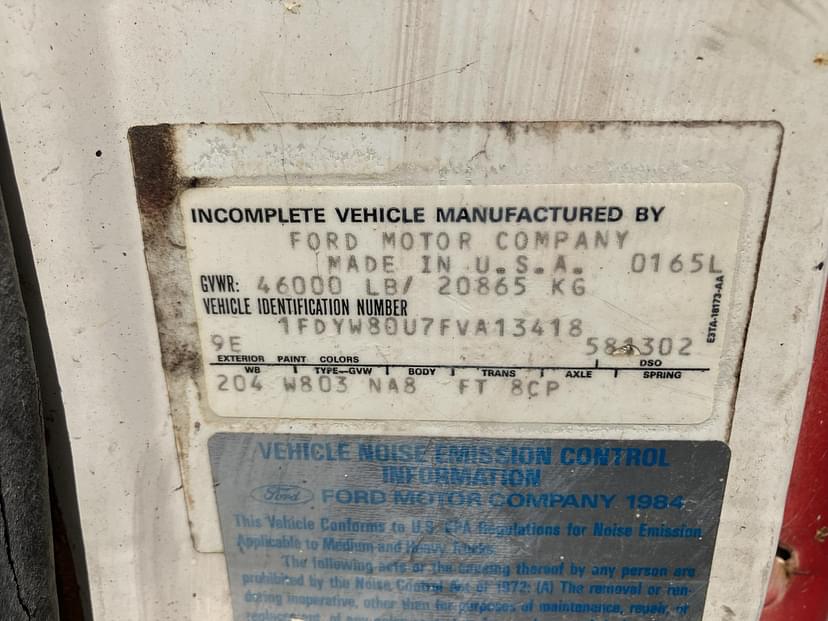 INCOMPLETE VEHICLE MANUFACTURED BY
FORD MOTOR COMPANY
MADE IN U.S.A. 0165L
GVWR: 46000 LB/ 20865 KG
VEHICLE IDENTIFICATION NUMBER
1FDYW80U7FVA13418
9E 581302
EXTERIOR PAINT COLORS DSO
WB TYPE-GVW BODY TRANS AXLE SPRING
204 W803 NA8 FT 8CP
E3TA-18173-AA
VEHICLE NOISE EMISSION CONTROL
INFORMATION
Ford FORD MOTOR COMPANY 1984
This Vehicle Conforms to U.S. EPA Regulations for Noise Emission
Applicable to Medium and Heavy Trucks.
The following acts or the causing thereof by any person are
prohibited by the Noise Control Act of 1972: (A) The removal or ren-
dering inoperative, other than for purposes of maintenance, repair, or
replacement, of any